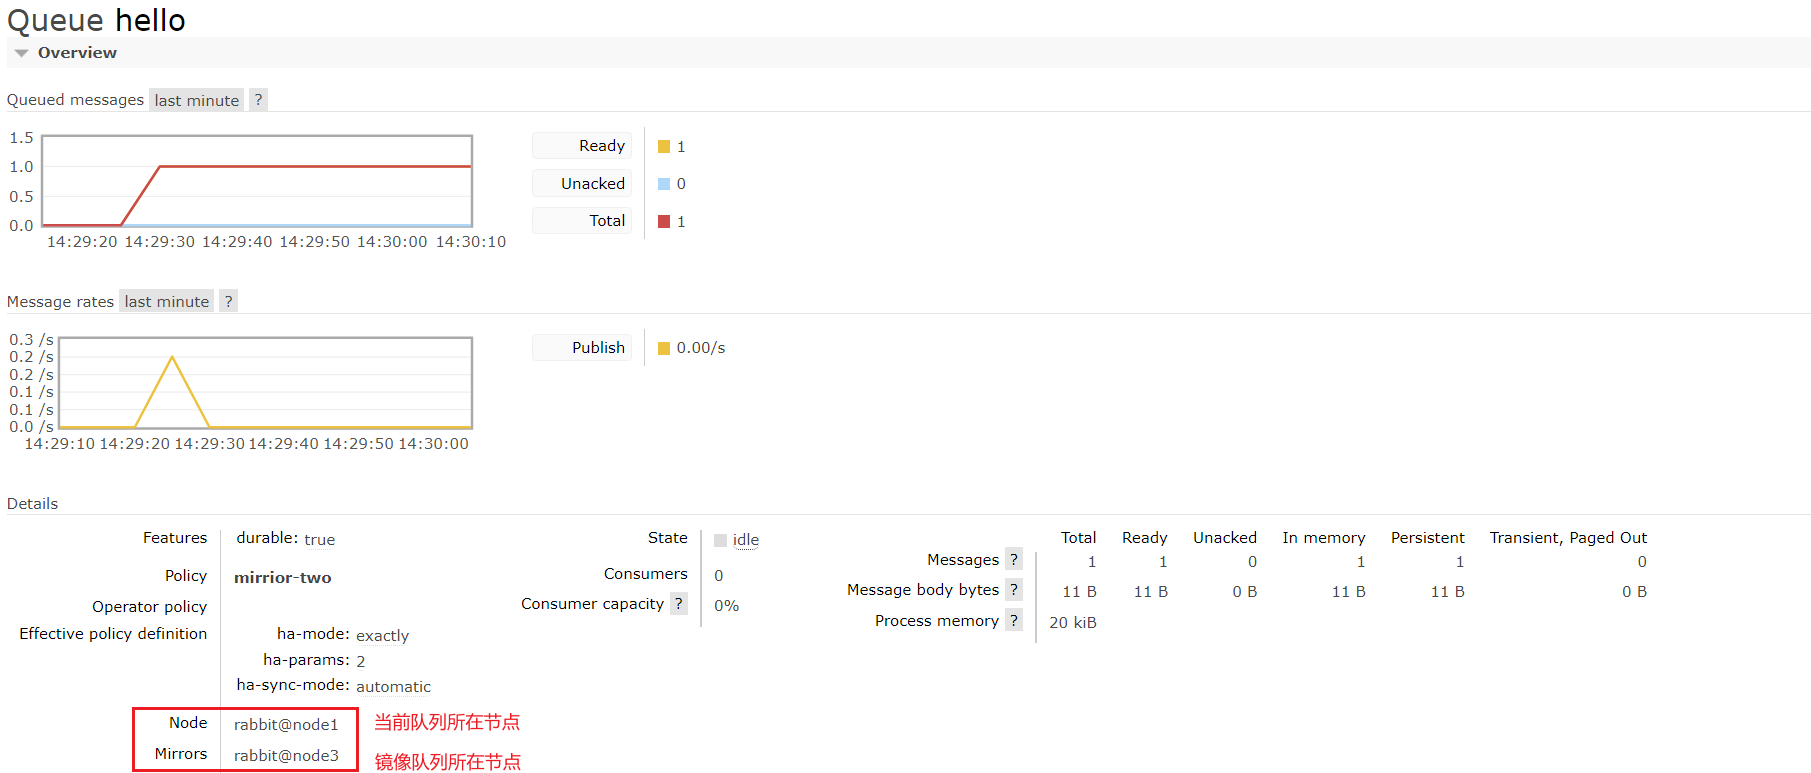 Queue hello
Overview
Queued messages last minute ?
1.5
1.0
0.5
0.0
14:29:20 14:29:30 14:29:40 14:29:50 14:30:00 14:30:10
Ready 1
Unacked 0
Total 1
Message rates last minute ?
0.3 /s
0.2 /s
0.2 /s
0.1 /s
0.1 /s
0.0 /s
14:29:10 14:29:20 14:29:30 14:29:40 14:29:50 14:30:00
Publish 0.00/s
Details
Features durable: true
Policy mirrior-two
Operator policy
Effective policy definition ha-mode: exactly
ha-params: 2
ha-sync-mode: automatic
Node rabbit@node1 当前队列所在节点
Mirrors rabbit@node3 镜像队列所在节点
State idle
Consumers 0
Consumer capacity ? 0%
Total Ready Unacked In memory Persistent Transient, Paged Out
Messages ? 1 1 0 1 1 0
Message body bytes ? 11 B 11 B 0 B 11 B 11 B 0 B
Process memory ? 20 kiB